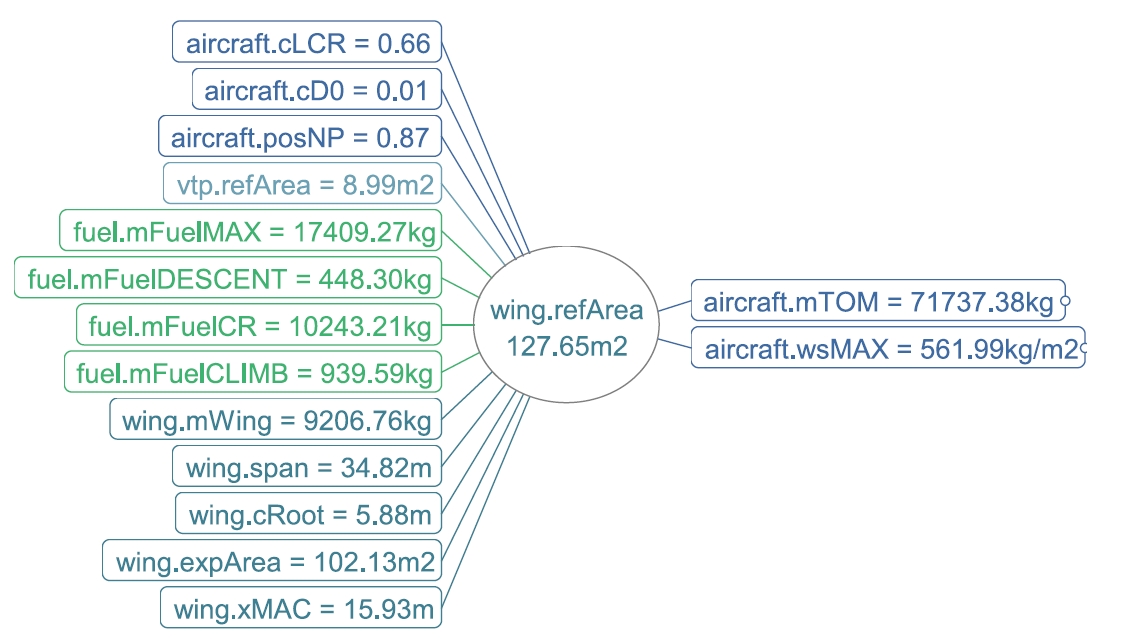 aircraft.cLCR = 0.66
aircraft.cD0 = 0.01
aircraft.posNP = 0.87
vtp.refArea = 8.99m2
fuel.mFuelMAX = 17409.27kg
fuel.mFuelDESCENT = 448.30kg
fuel.mFuelCR = 10243.21kg
fuel.mFuelCLIMB = 939.59kg
wing.mWing = 9206.76kg
wing.span = 34.82m
wing.cRoot = 5.88m
wing.expArea = 102.13m2
wing.xMAC = 15.93m
wing.refArea
127.65m2
aircraft.mTOM = 71737.38kg
aircraft.wsMAX = 561.99kg/m2